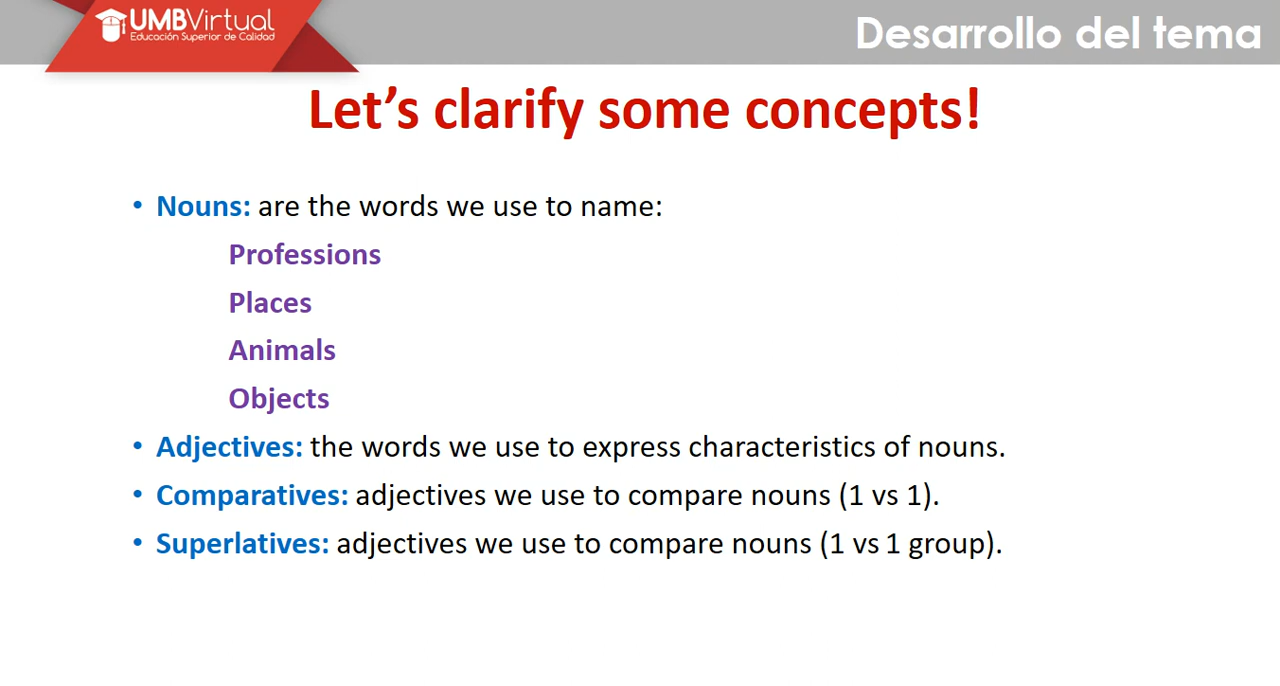 UMBVirtual
Educación Superior de Calidad
Desarrollo del tema
Let’s clarify some concepts!
• Nouns: are the words we use to name:
Professions
Places
Animals
Objects
• Adjectives: the words we use to express characteristics of nouns.
• Comparatives: adjectives we use to compare nouns (1 vs 1).
• Superlatives: adjectives we use to compare nouns (1 vs 1 group).